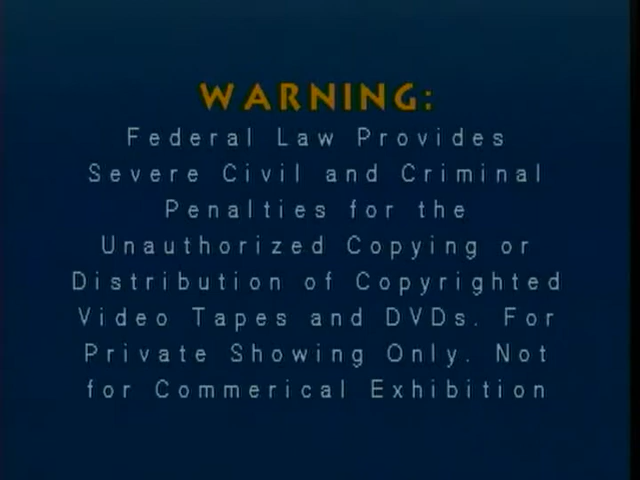 WARNING:
Federal Law Provides
Severe Civil and Criminal
Penalties for the
Unauthorized Copying or
Distribution of Copyrighted
Video Tapes and DVDs. For
Private Showing Only. Not
for Commerical Exhibition